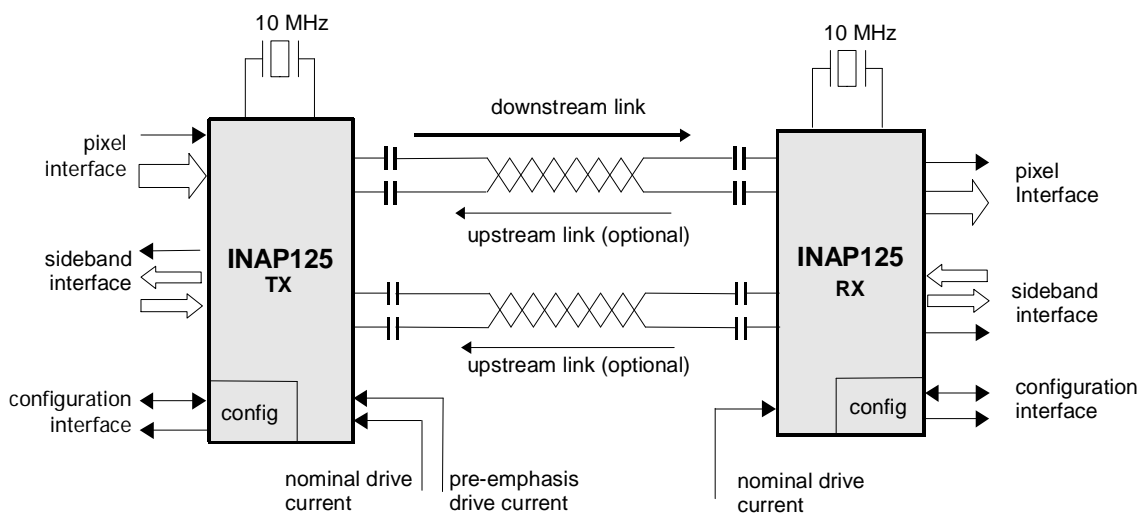 10 MHz
10 MHz
downstream link
pixel
interface
pixel
Interface
upstream link (optional)
INAP125
TX
INAP125
RX
sideband
interface
sideband
interface
upstream link (optional)
configuration
interface
config
config
configuration
interface
nominal drive
current
pre-emphasis
drive current
nominal drive
current